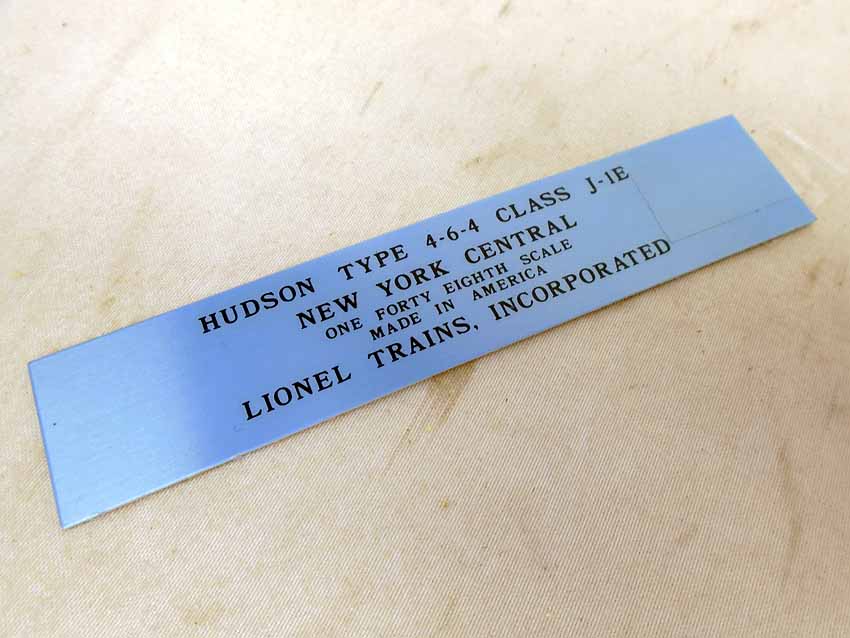 HUDSON TYPE 4-6-4 CLASS J-1E
NEW YORK CENTRAL
ONE FORTY EIGHTH SCALE
MADE IN AMERICA
LIONEL TRAINS, INCORPORATED